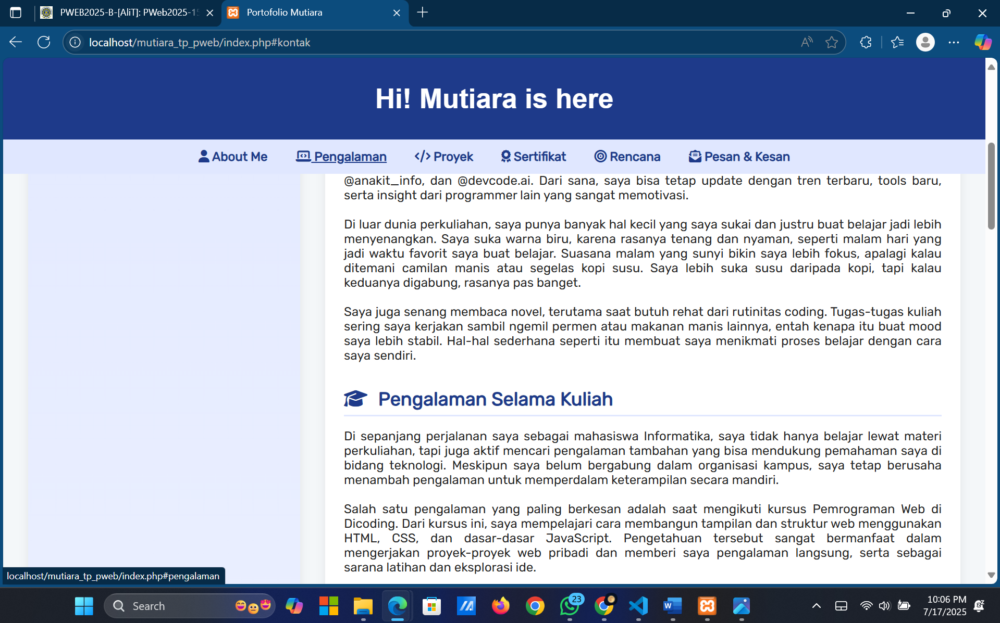 PWEB2025-B-[AliT]: PWeb2025-15
Portofolio Mutiara
localhost/mutiara_tp_pweb/index.php#kontak
Hi! Mutiara is here
About Me
Pengalaman
Proyek
Sertifikat
Rencana
Pesan & Kesan
@anakit_info, dan @devcode.ai. Dari sana, saya bisa tetap update dengan tren terbaru, tools baru,
serta insight dari programmer lain yang sangat memotivasi.
Di luar dunia perkuliahan, saya punya banyak hal kecil yang saya sukai dan justru buat belajar jadi lebih
menyenangkan. Saya suka warna biru, karena rasanya tenang dan nyaman, seperti malam hari yang
jadi waktu favorit saya buat belajar. Suasana malam yang sunyi bikin saya lebih fokus, apalagi kalau
ditemani camilan manis atau segelas kopi susu. Saya lebih suka susu daripada kopi, tapi kalau
keduanya digabung, rasanya pas banget.
Saya juga senang membaca novel, terutama saat butuh rehat dari rutinitas coding. Tugas-tugas kuliah
sering saya kerjakan sambil ngemil permen atau makanan manis lainnya, entah kenapa itu buat mood
saya lebih stabil. Hal-hal sederhana seperti itu membuat saya menikmati proses belajar dengan cara
saya sendiri.
Pengalaman Selama Kuliah
Di sepanjang perjalanan saya sebagai mahasiswa Informatika, saya tidak hanya belajar lewat materi
perkuliahan, tapi juga aktif mencari pengalaman tambahan yang bisa mendukung pemahaman saya di
bidang teknologi. Meskipun saya belum bergabung dalam organisasi kampus, saya tetap berusaha
menambah pengalaman untuk memperdalam keterampilan secara mandiri.
Salah satu pengalaman yang paling berkesan adalah saat mengikuti kursus Pemrograman Web di
Dicoding. Dari kursus ini, saya mempelajari cara membangun tampilan dan struktur web menggunakan
HTML, CSS, dan dasar-dasar JavaScript. Pengetahuan tersebut sangat bermanfaat dalam
mengerjakan proyek-proyek web pribadi dan memberi saya pengalaman langsung, serta sebagai
sarana latihan dan eksplorasi ide.
localhost/mutiara_tp_pweb/index.php#pengalaman
Search
23
10:06 PM
7/17/2025